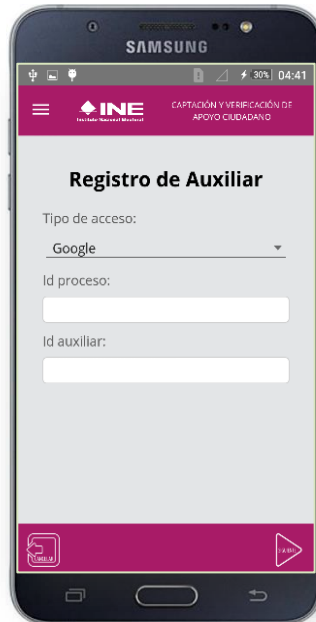 SAMSUNG
30% 04:41
INE
Instituto Nacional Electoral
CAPTACIÓN Y VERIFICACIÓN DE
APOYO CIUDADANO
Registro de Auxiliar
Tipo de acceso:
Google
Id proceso:
Id auxiliar: